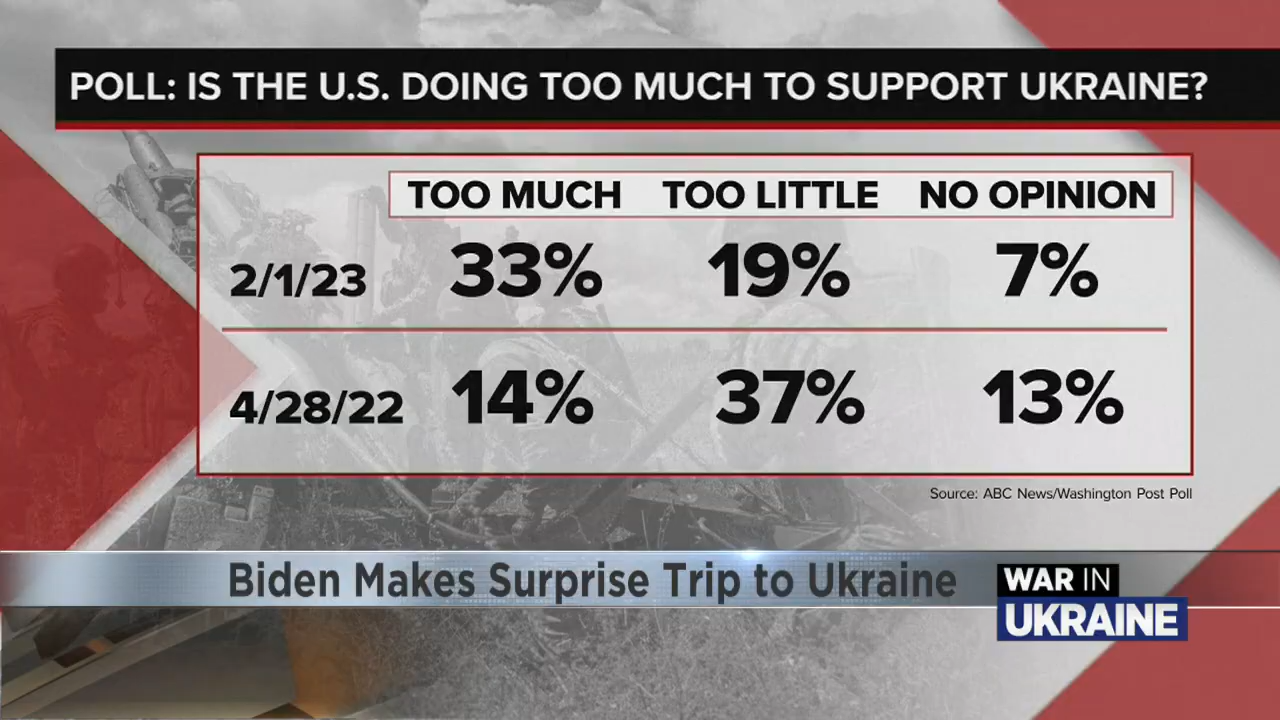 POLL: IS THE U.S. DOING TOO MUCH TO SUPPORT UKRAINE?
TOO MUCH TOO LITTLE NO OPINION
2/1/23 33% 19% 7%
4/28/22 14% 37% 13%
Source: ABC News/Washington Post Poll
Biden Makes Surprise Trip to Ukraine
WAR IN
UKRAINE